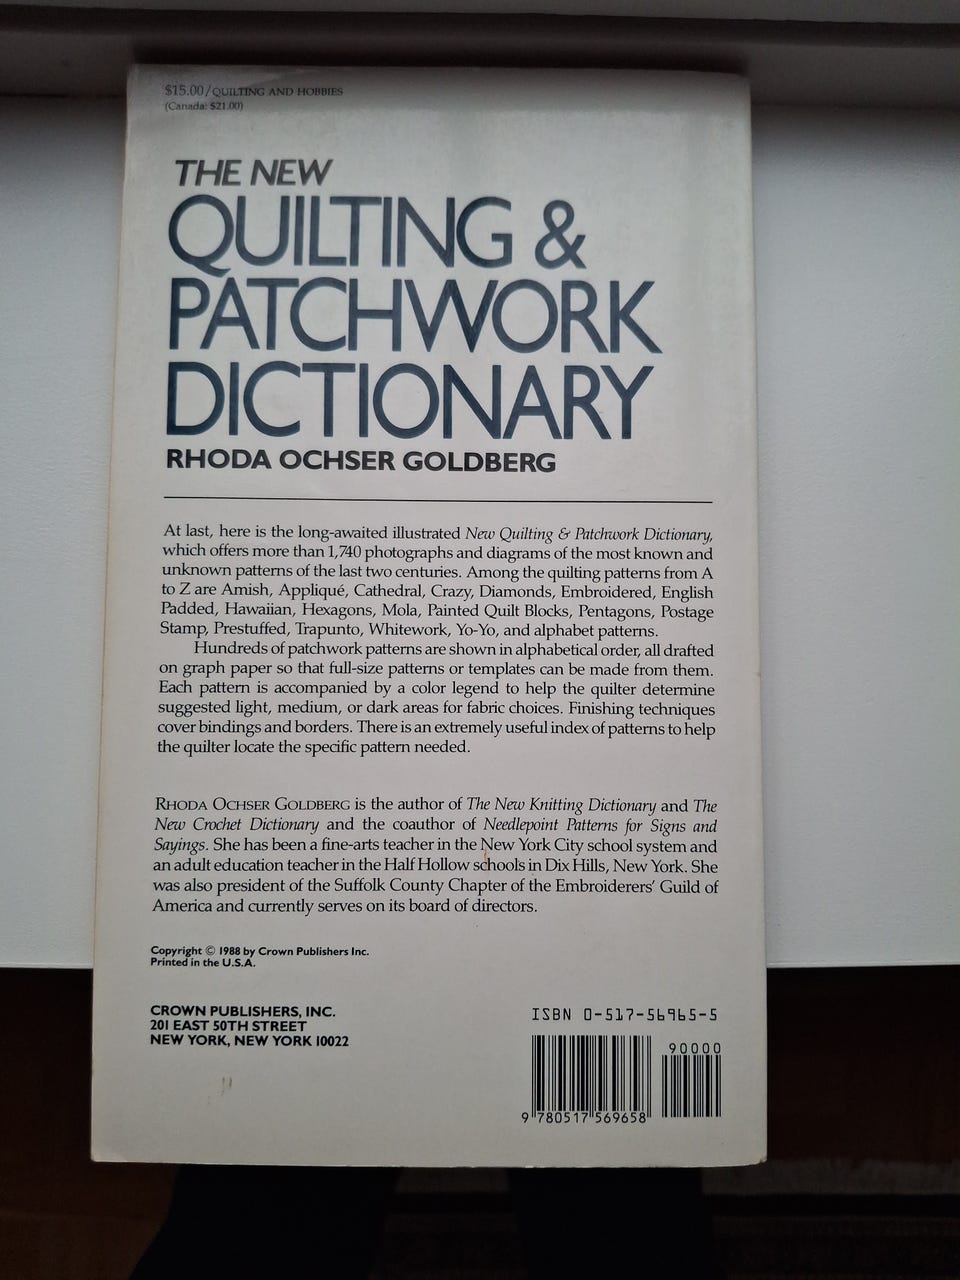 $15.00/QUILTING AND HOBBIES
(Canada: $21.00)
THE NEW
QUILTING &
PATCHWORK
DICTIONARY
RHODA OCHSER GOLDBERG
At last, here is the long-awaited illustrated New Quilting & Patchwork Dictionary,
which offers more than 1,740 photographs and diagrams of the most known and
unknown patterns of the last two centuries. Among the quilting patterns from A
to Z are Amish, Appliqué, Cathedral, Crazy, Diamonds, Embroidered, English
Padded, Hawaiian, Hexagons, Mola, Painted Quilt Blocks, Pentagons, Postage
Stamp, Prestuffed, Trapunto, Whitework, Yo-Yo, and alphabet patterns.
Hundreds of patchwork patterns are shown in alphabetical order, all drafted
on graph paper so that full-size patterns or templates can be made from them.
Each pattern is accompanied by a color legend to help the quilter determine
suggested light, medium, or dark areas for fabric choices. Finishing techniques
cover bindings and borders. There is an extremely useful index of patterns to help
the quilter locate the specific pattern needed.
RHODA OCHSER GOLDBERG is the author of The New Knitting Dictionary and The
New Crochet Dictionary and the coauthor of Needlepoint Patterns for Signs and
Sayings. She has been a fine-arts teacher in the New York City school system and
an adult education teacher in the Half Hollow schools in Dix Hills, New York. She
was also president of the Suffolk County Chapter of the Embroiderers' Guild of
America and currently serves on its board of directors.
Copyright © 1988 by Crown Publishers Inc.
Printed in the U.S.A.
CROWN PUBLISHERS, INC.
201 EAST 50TH STREET
NEW YORK, NEW YORK 10022
ISBN 0-517-56965-5
90000
9 780517 569658